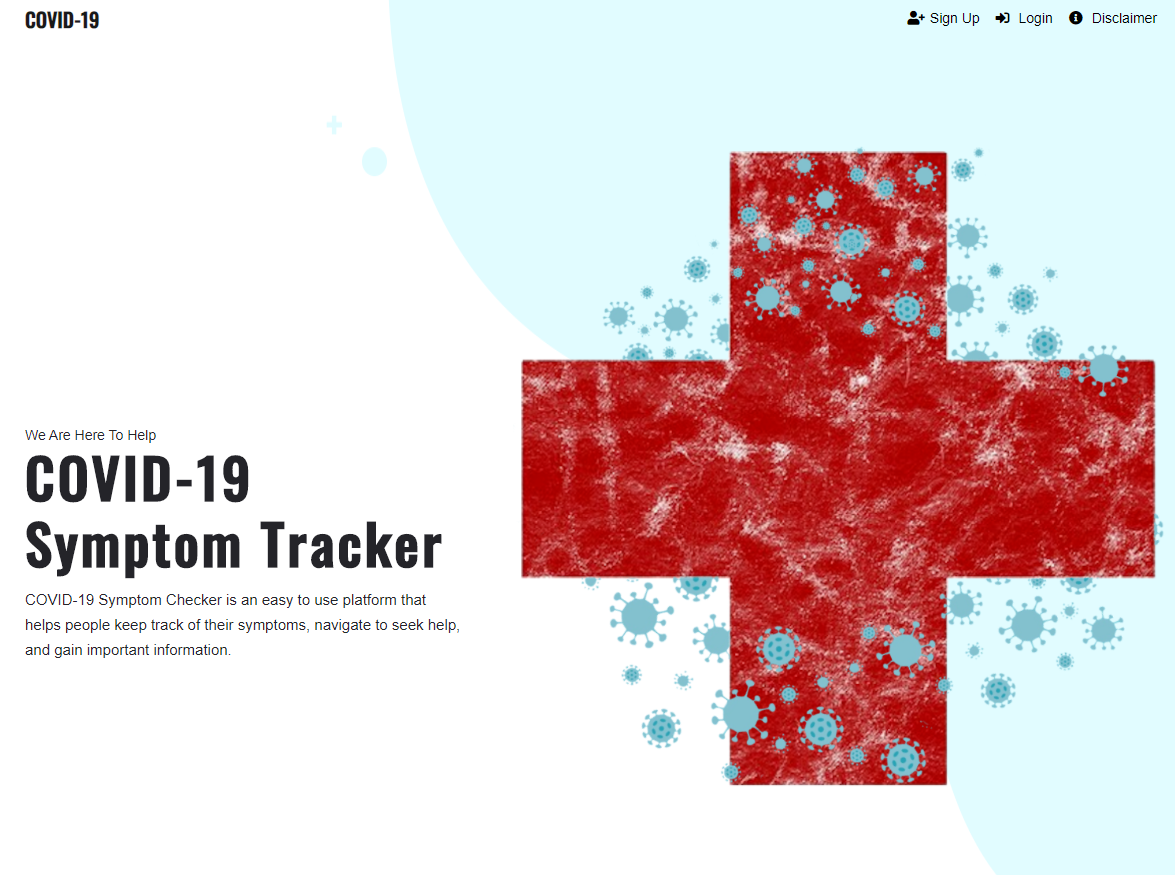 COVID-19
Sign Up
Login
Disclaimer
We Are Here To Help
COVID-19
Symptom Tracker
COVID-19 Symptom Checker is an easy to use platform that
helps people keep track of their symptoms, navigate to seek help,
and gain important information.